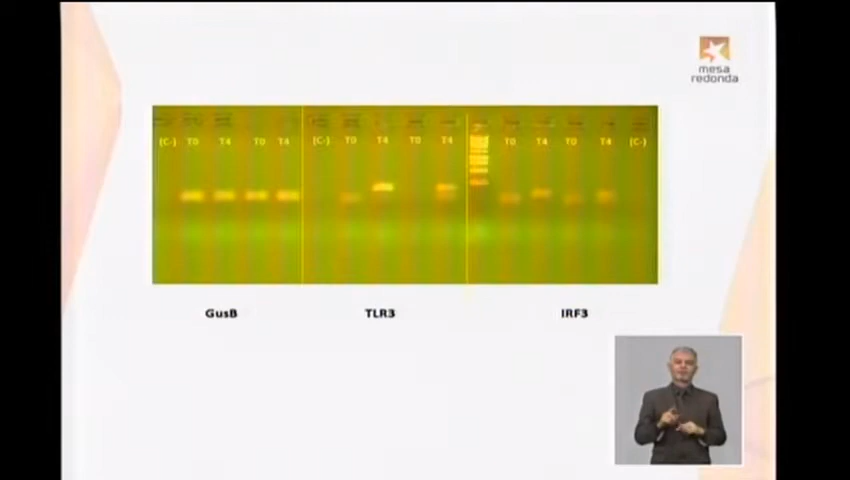 mesa
redonda
(C-) T0 T4 T0 T4 (C-) T0 T4 T0 T4 T0 T4 T0 T4 (C-)
GusB TLR3 IRF3